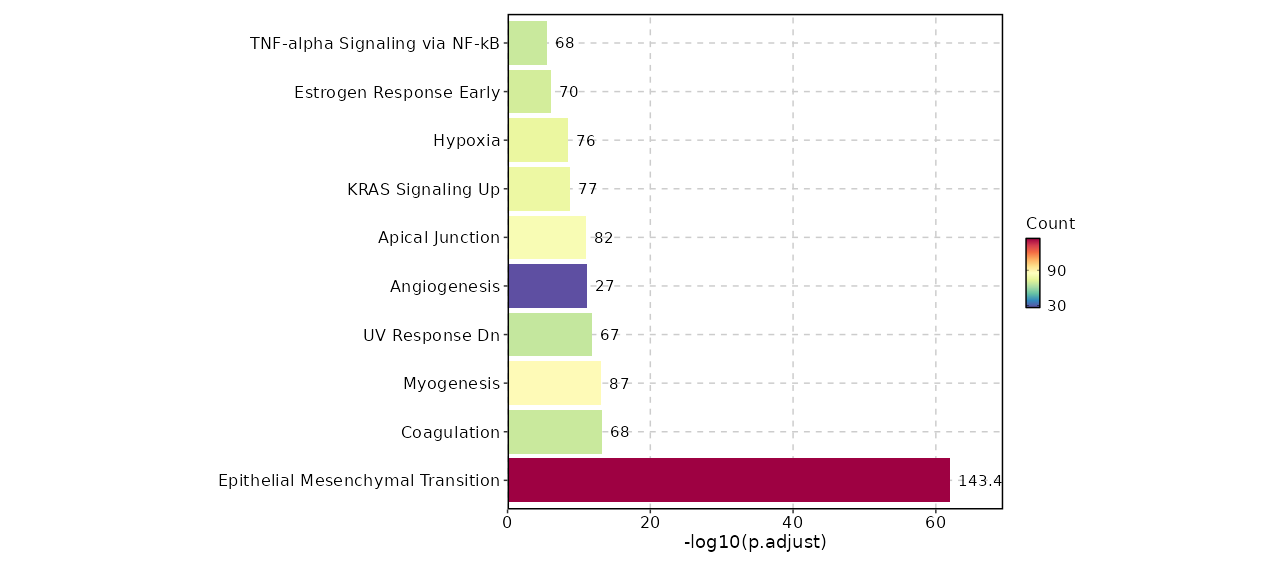 TNF-alpha Signaling via NF-kB 68
Estrogen Response Early 70
Hypoxia 76
KRAS Signaling Up 77
Apical Junction 82
Angiogenesis 27
UV Response Dn 67
Myogenesis 87
Coagulation 68
Epithelial Mesenchymal Transition 143.4
0 20 40 60
-log10(p.adjust)
Count
90
30